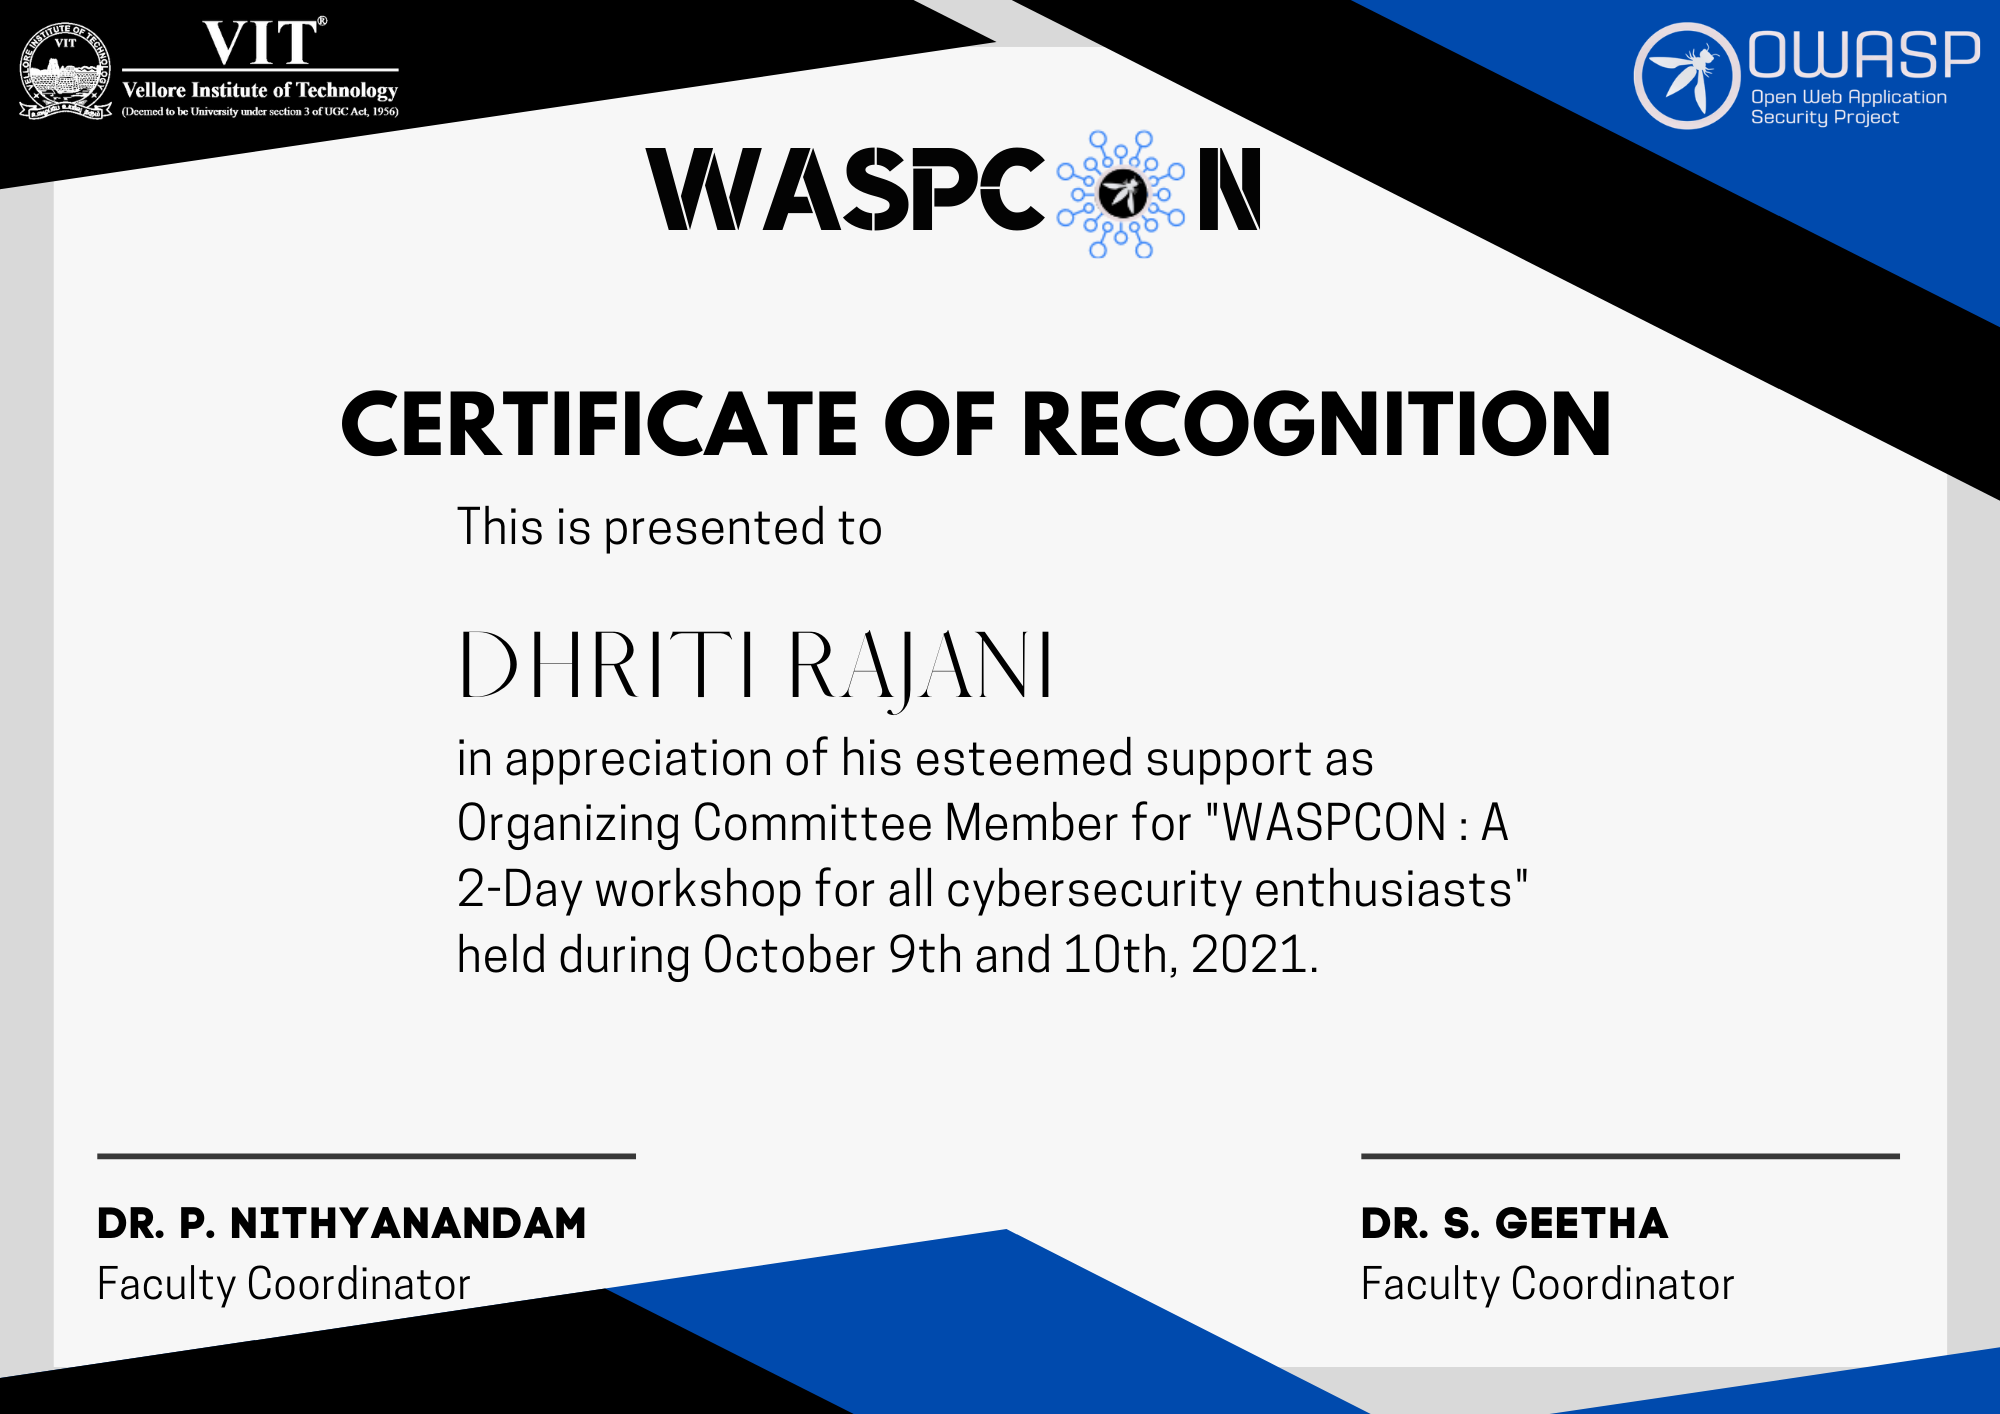 VIT®
Vellore Institute of Technology
(Deemed to be University under section 3 of UGC Act, 1956)
VELLORE INSTITUTE OF TECHNOLOGY
VIT
OWASP
Open Web Application
Security Project
WASPCON
CERTIFICATE OF RECOGNITION
This is presented to
DHRITI RAJANI
in appreciation of his esteemed support as
Organizing Committee Member for "WASPCON : A
2-Day workshop for all cybersecurity enthusiasts"
held during October 9th and 10th, 2021.
DR. P. NITHYANANDAM
Faculty Coordinator
DR. S. GEETHA
Faculty Coordinator